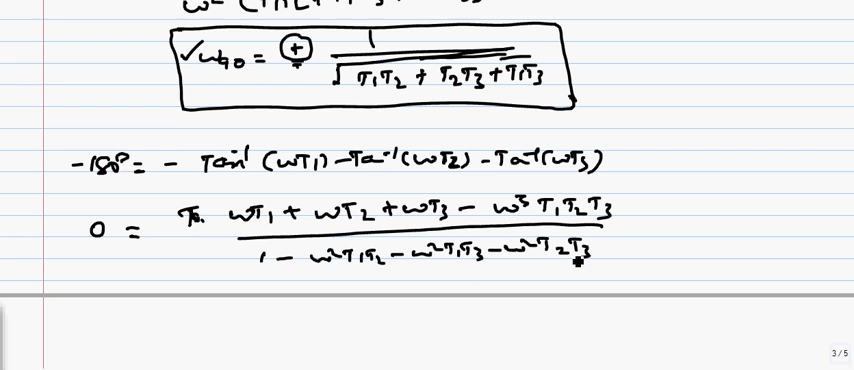 ✓ω90 = ± 1 / √(T₁T₂ + T₂T₃ + T₁T₃)
-180° = - Tan⁻¹(ωT₁) - Tan⁻¹(ωT₂) - Tan⁻¹(ωT₃)
0 = ωT₁ + ωT₂ + ωT₃ - ω³T₁T₂T₃ / 1 - ω²T₁T₂ - ω²T₁T₃ - ω²T₂T₃
3 / 5